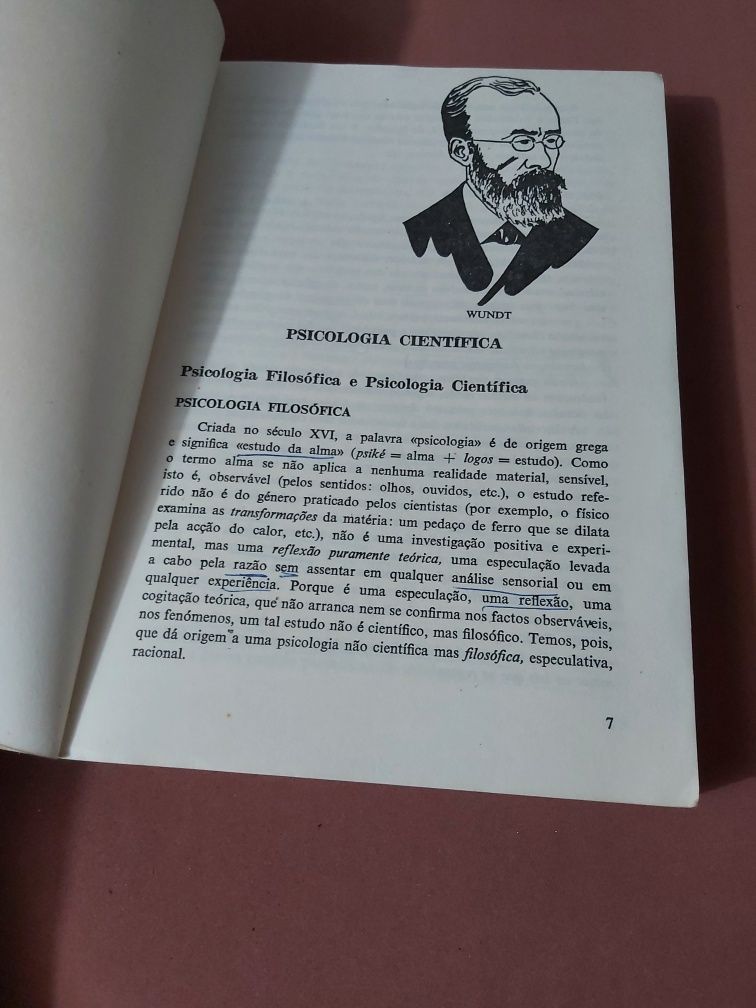 WUNDT
PSICOLOGIA CIENTÍFICA
Psicologia Filosófica e Psicologia Científica
PSICOLOGIA FILOSÓFICA
Criada no século XVI, a palavra «psicologia» é de origem grega
e significa «estudo da alma» (psiké = alma + logos = estudo). Como
o termo alma se não aplica a nenhuma realidade material, sensível,
isto é, observável (pelos sentidos: olhos, ouvidos, etc.), o estudo refe-
rido não é do género praticado pelos cientistas (por exemplo, o físico
examina as transformações da matéria: um pedaço de ferro que se dilata
pela acção do calor, etc.), não é uma investigação positiva e experi-
mental, mas uma reflexão puramente teórica, uma especulação levada
a cabo pela razão sem assentar em qualquer análise sensorial ou em
qualquer experiência. Porque é uma especulação, uma reflexão, uma
cogitação teórica, que não arranca nem se confirma nos factos observáveis,
nos fenómenos, um tal estudo não é científico, mas filosófico. Temos, pois,
que dá origem a uma psicologia não científica mas filosófica, especulativa,
racional.
7